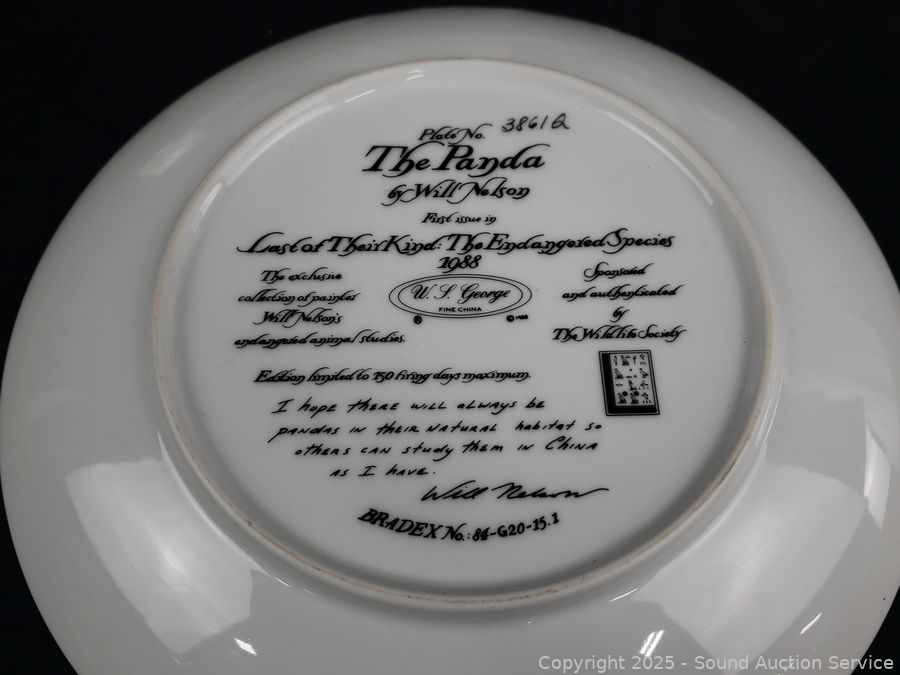 Plate No. 3861Q
The Panda
by Will Nelson
First issue in
Last of Their Kind: The Endangered Species
1988
The exclusive
collection of painter
Will Nelson's
endangered animal studies.
W. S. George
FINE CHINA
®
©1988
Sponsored
and authenticated
by
The Wildlife Society
Edition limited to 150 firing days maximum.
I hope there will always be
pandas in their natural habitat so
others can study them in China
as I have.
Will Nelson
BRADEX No.: 84-G20-15.1
Copyright 2025 - Sound Auction Service